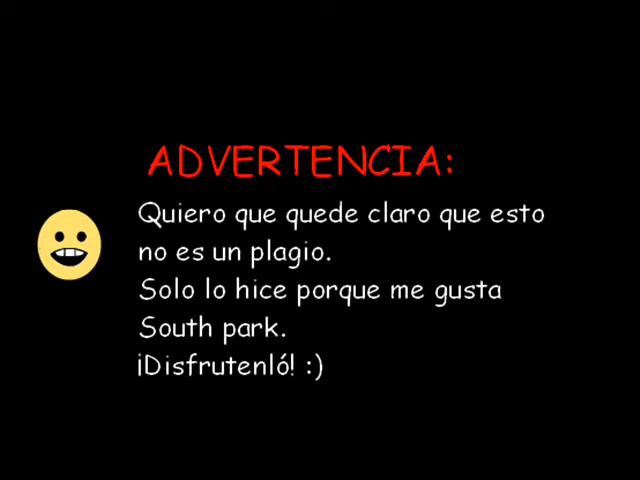 ADVERTENCIA:
Quiero que quede claro que esto
no es un plagio.
Solo lo hice porque me gusta
South park.
¡Disfrutenló! :)